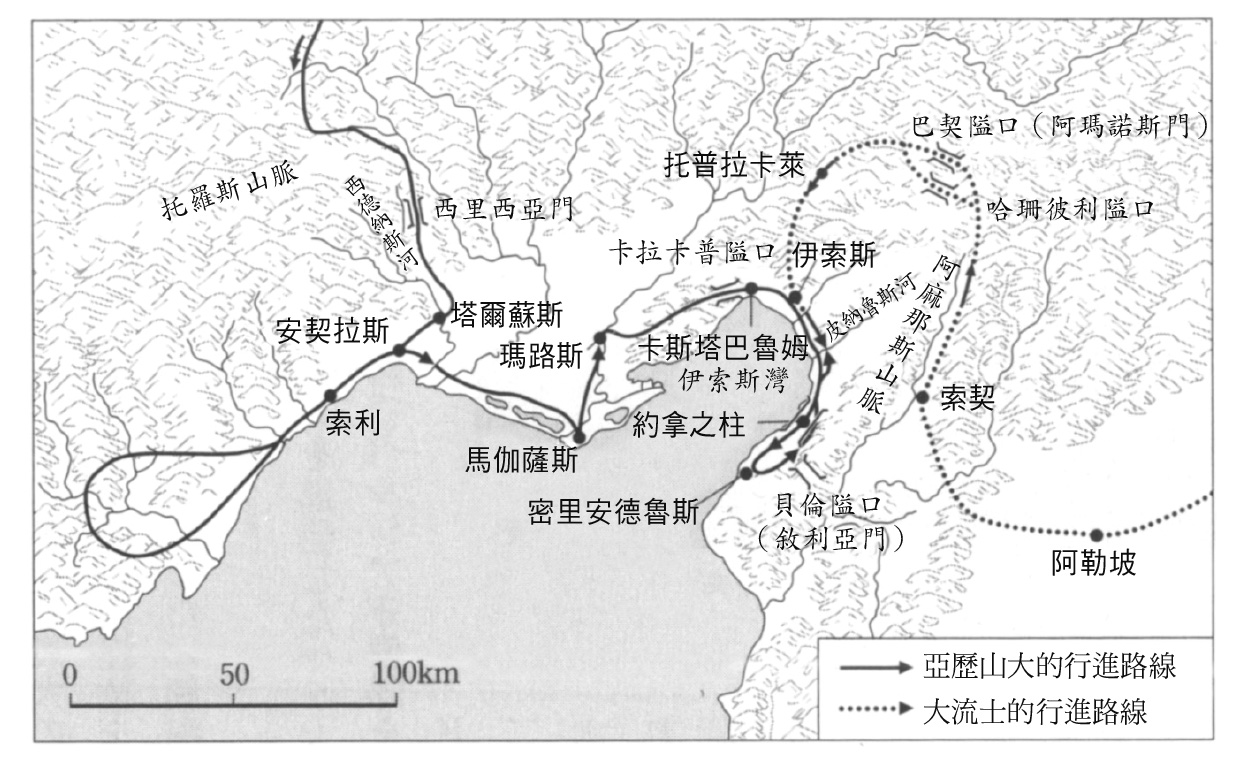 巴契隘口（阿瑪諾斯門）
托普拉卡萊
托羅斯山脈
西德納斯河
西里西亞門
哈珊彼利隘口
卡拉卡普隘口
伊索斯
阿麻那斯山脈
皮納魯斯河
塔爾蘇斯
安契拉斯
瑪路斯
卡斯塔巴魯姆
伊索斯灣
索契
索利
約拿之柱
馬伽薩斯
密里安德魯斯
貝倫隘口
（敘利亞門）
阿勒坡
0 50 100km
亞歷山大的行進路線
大流士的行進路線